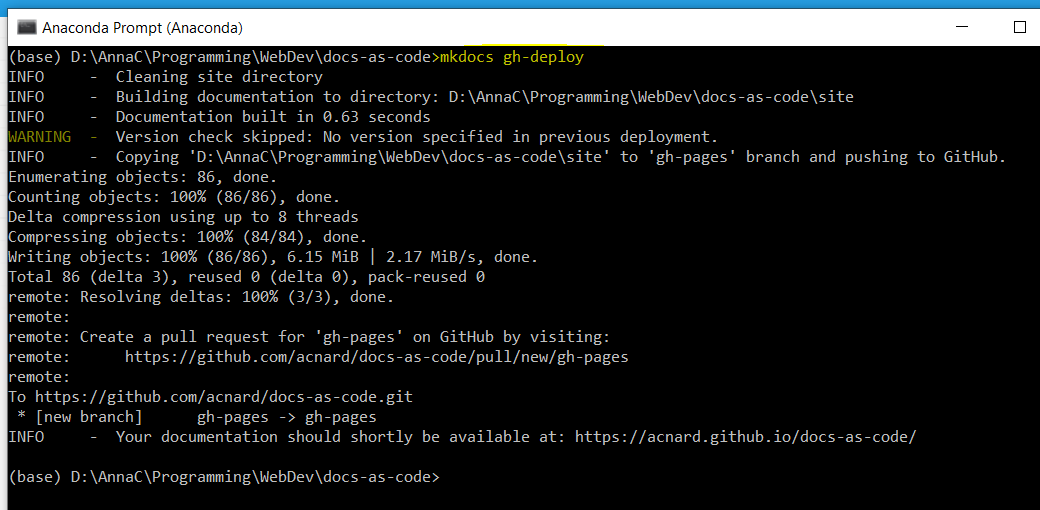 Anaconda Prompt (Anaconda)
(base) D:\AnnaC\Programming\WebDev\docs-as-code>mkdocs gh-deploy
INFO     -  Cleaning site directory
INFO     -  Building documentation to directory: D:\AnnaC\Programming\WebDev\docs-as-code\site
INFO     -  Documentation built in 0.63 seconds
WARNING  -  Version check skipped: No version specified in previous deployment.
INFO     -  Copying 'D:\AnnaC\Programming\WebDev\docs-as-code\site' to 'gh-pages' branch and pushing to GitHub.
Enumerating objects: 86, done.
Counting objects: 100% (86/86), done.
Delta compression using up to 8 threads
Compressing objects: 100% (84/84), done.
Writing objects: 100% (86/86), 6.15 MiB | 2.17 MiB/s, done.
Total 86 (delta 3), reused 0 (delta 0), pack-reused 0
remote: Resolving deltas: 100% (3/3), done.
remote:
remote: Create a pull request for 'gh-pages' on GitHub by visiting:
remote:      https://github.com/acnard/docs-as-code/pull/new/gh-pages
remote:
To https://github.com/acnard/docs-as-code.git
 * [new branch]      gh-pages -> gh-pages
INFO     -  Your documentation should shortly be available at: https://acnard.github.io/docs-as-code/
(base) D:\AnnaC\Programming\WebDev\docs-as-code>